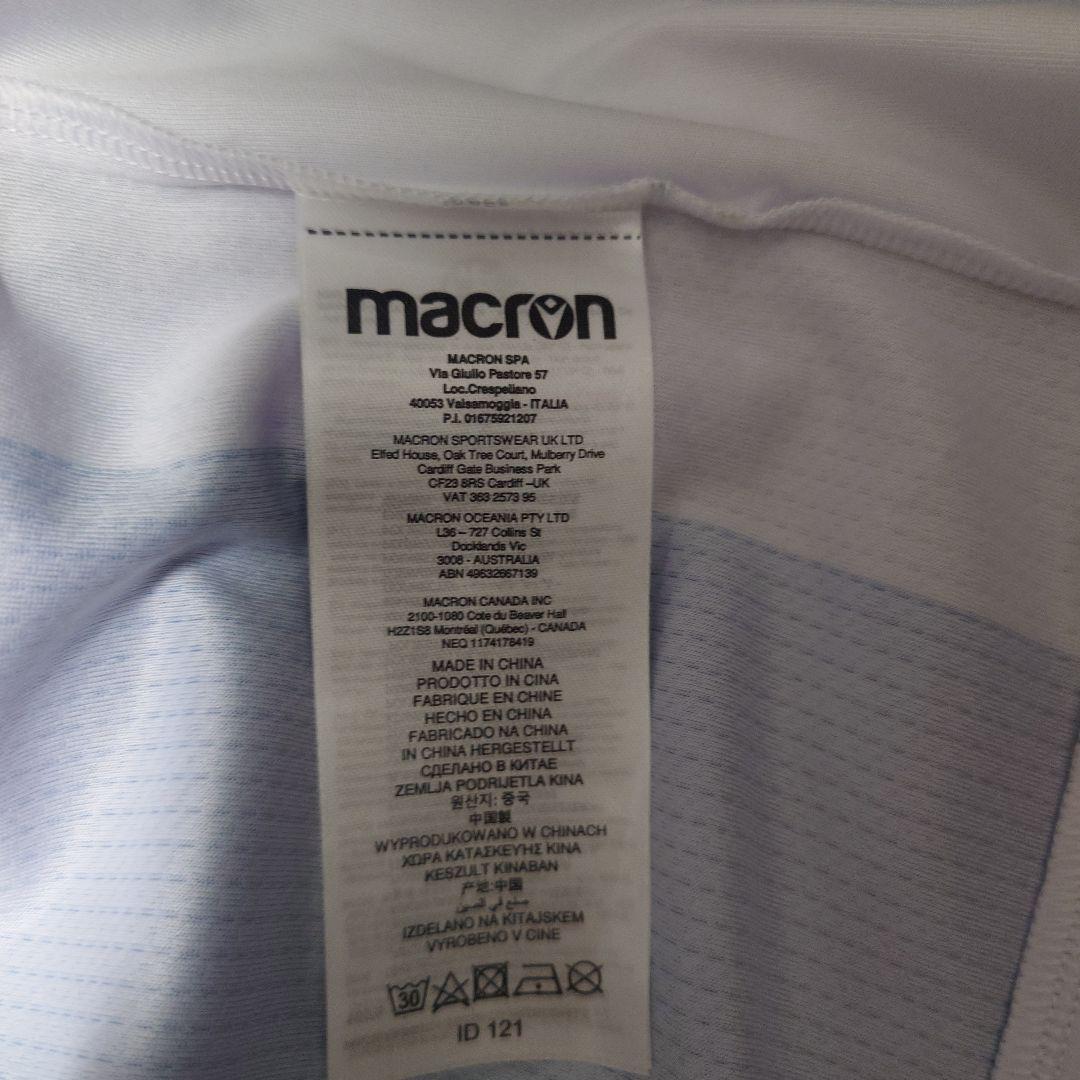 macron
MACRON SPA
Via Giulio Pastore 57
Loc.Crespellano
40053 Valsamoggia - ITALIA
P.I. 01675921207
MACRON SPORTSWEAR UK LTD
Elfed House, Oak Tree Court, Mulberry Drive
Cardiff Gate Business Park
CF23 8RS Cardiff –UK
VAT 363 2573 95
MACRON OCEANIA PTY LTD
L36 – 727 Collins St
Docklands Vic
3008 - AUSTRALIA
ABN 49632667139
MACRON CANADA INC
2100-1080 Cote du Beaver Hall
H2Z1S8 Montréal (Québec) - CANADA
NEQ 1174178419
MADE IN CHINA
PRODOTTO IN CINA
FABRIQUE EN CHINE
HECHO EN CHINA
FABRICADO NA CHINA
IN CHINA HERGESTELLT
СДЕЛАНО В КИТАЕ
ZEMLJA PODRIJETLA KINA
원산지: 중국
中国製
WYPRODUKOWANO W CHINACH
ΧΩΡΑ ΚΑΤΑΣΚΕΥΗΣ ΚΙΝΑ
KESZULT KINABAN
产地:中国
صنع في الصين
IZDELANO NA KITAJSKEM
VYROBENO V CINE
30
ID 121